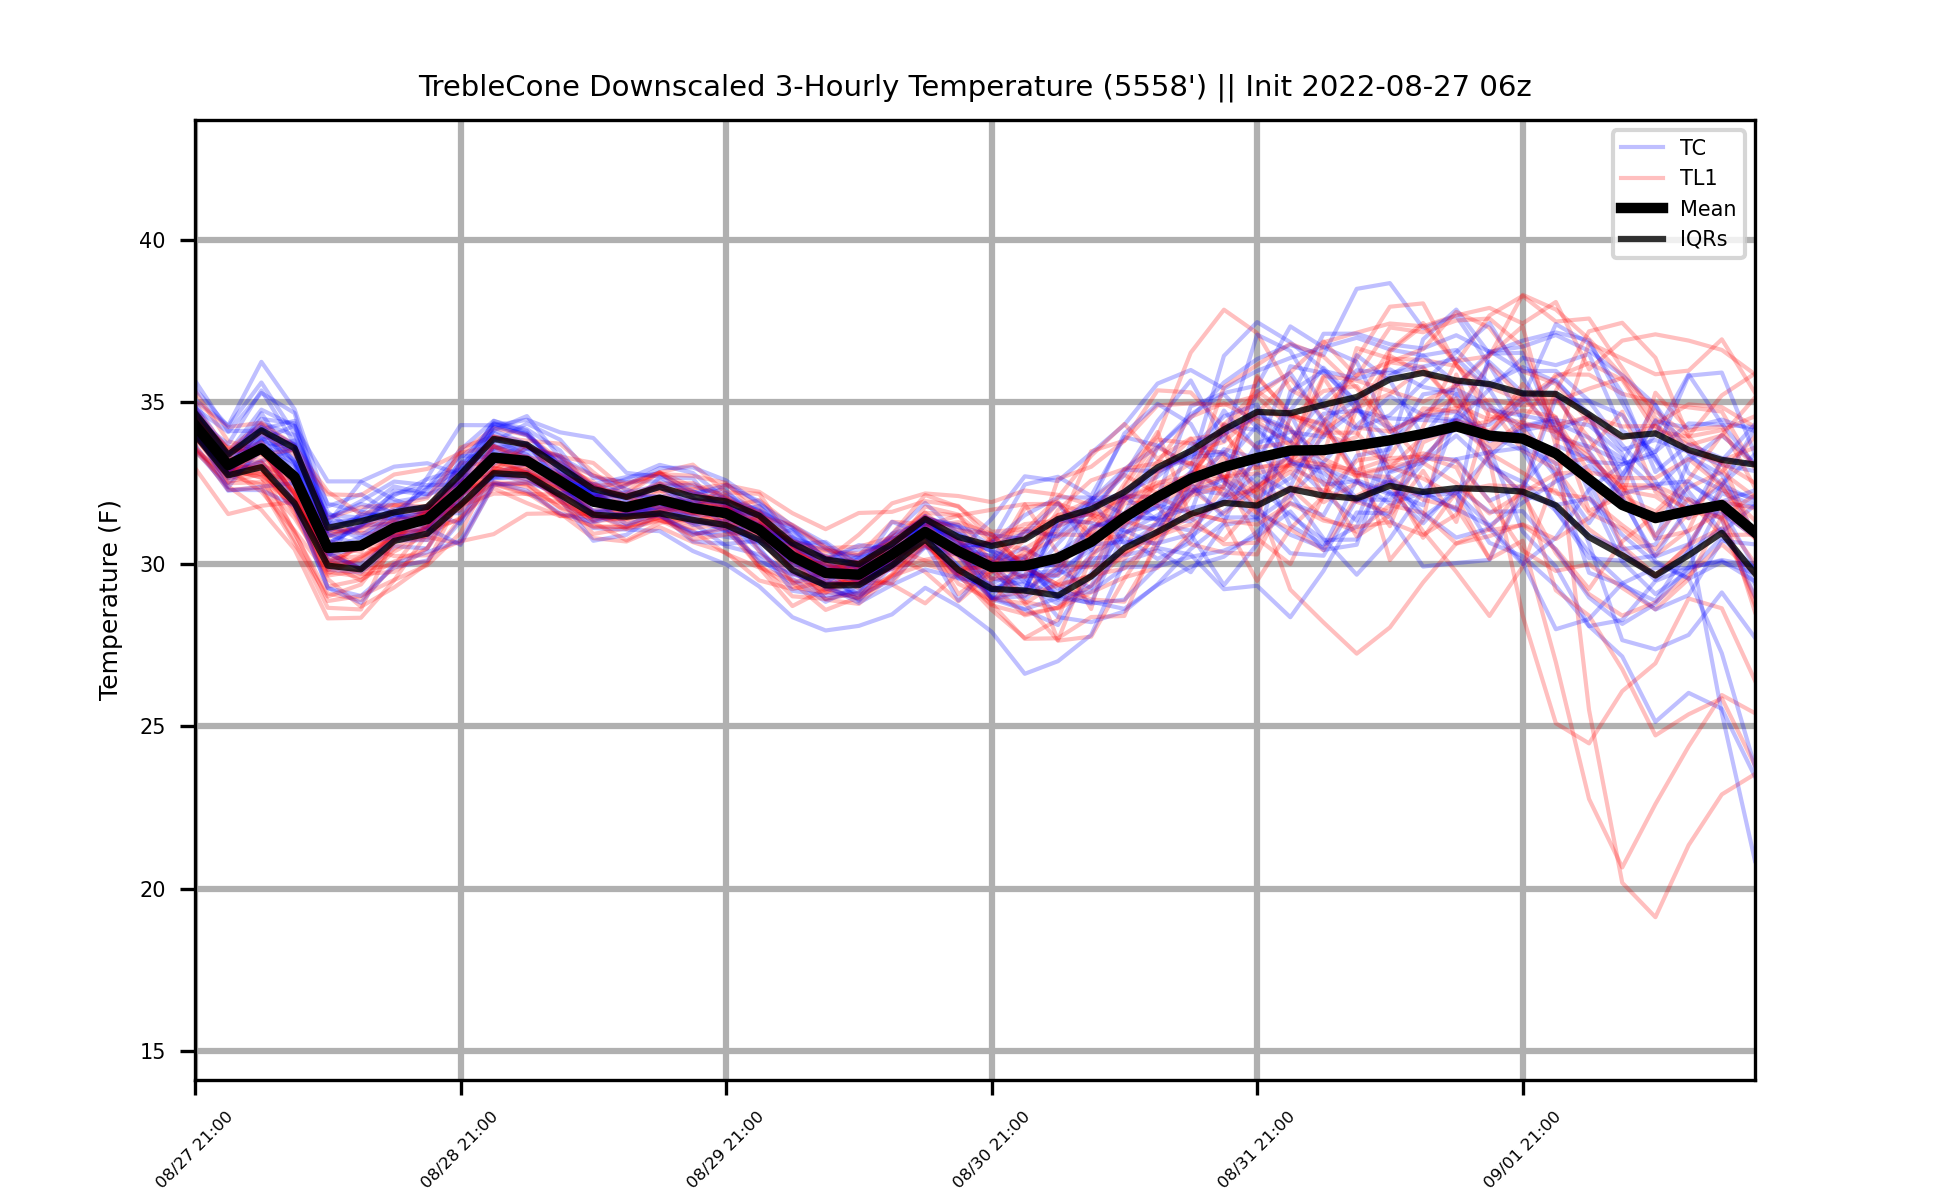 TrebleCone Downscaled 3-Hourly Temperature (5558') || Init 2022-08-27 06z
TC
TL1
Mean
IQRs
Temperature (F)
40
35
30
25
20
15
08/27 21:00
08/28 21:00
08/29 21:00
08/30 21:00
08/31 21:00
09/01 21:00